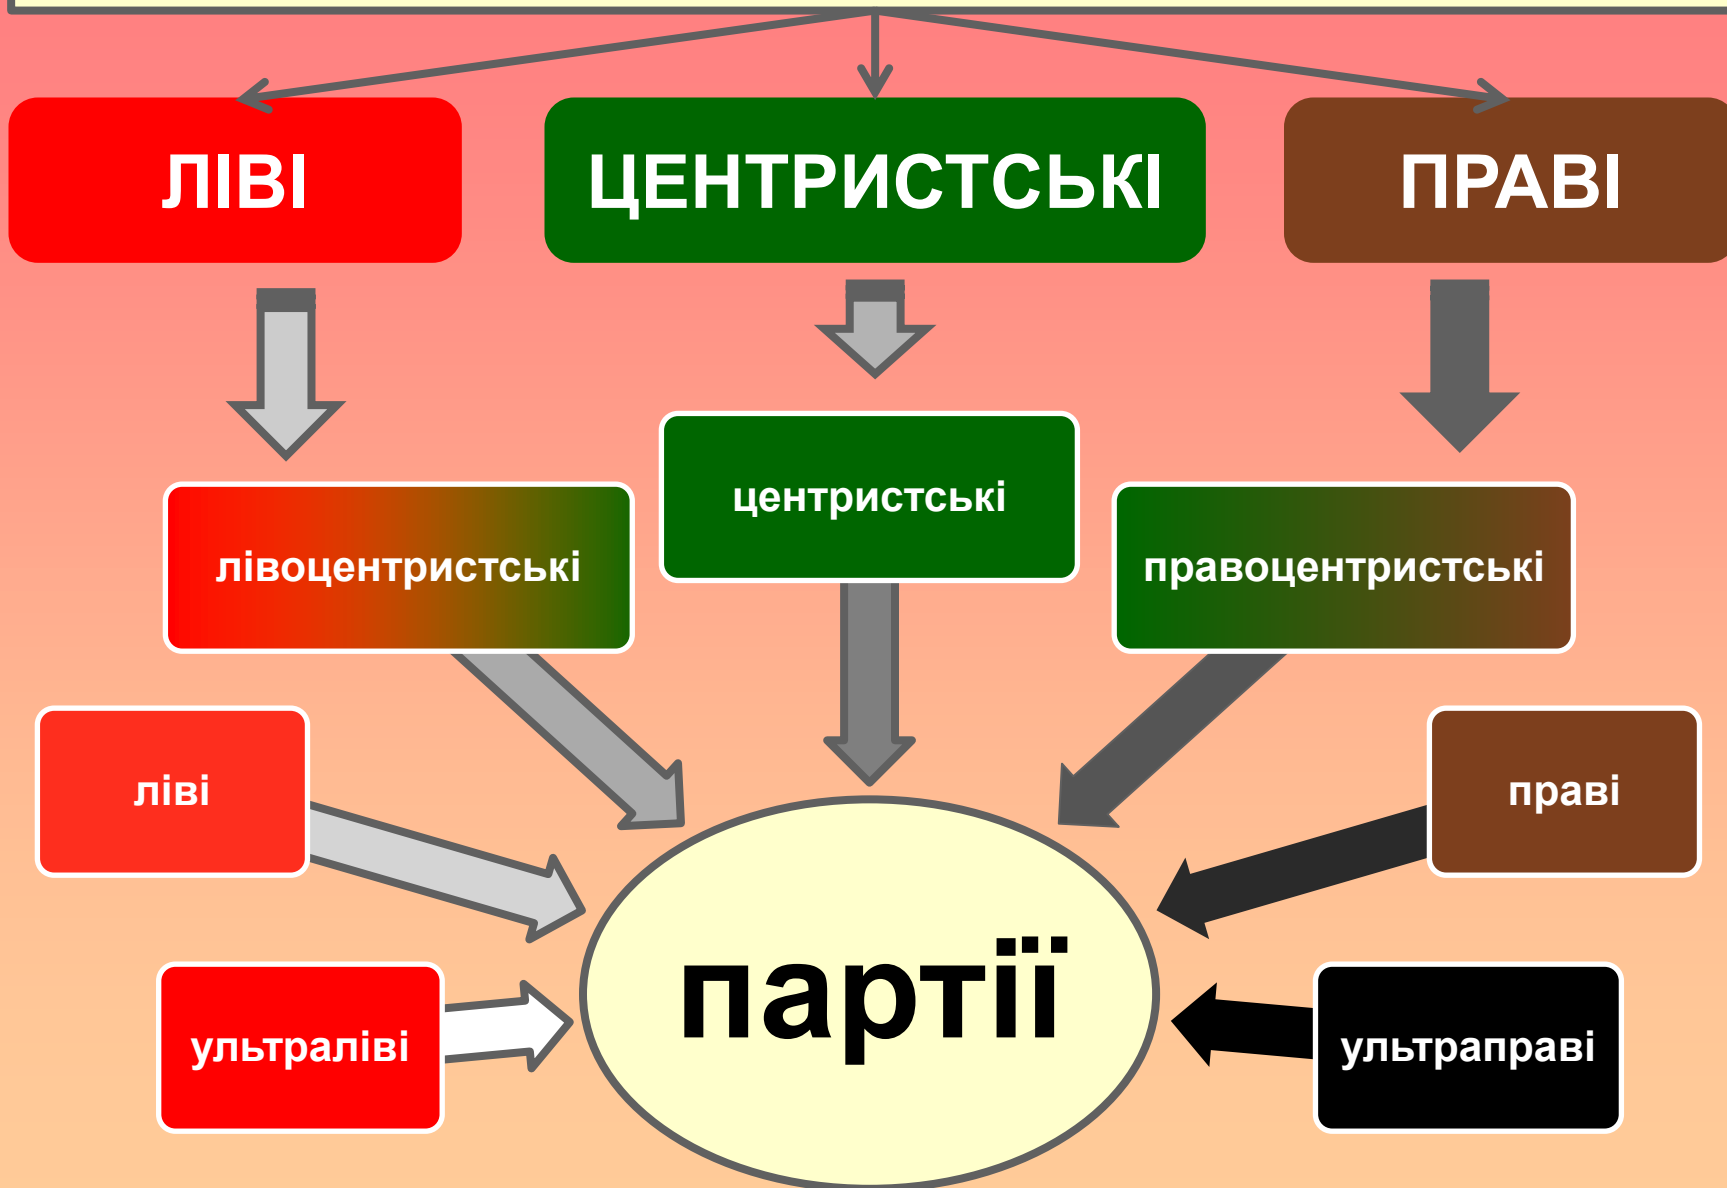 ЛІВІ
ЦЕНТРИСТСЬКІ
ПРАВІ
центристські
лівоцентристські
правоцентристські
ліві
праві
партії
ультраліві
ультраправі